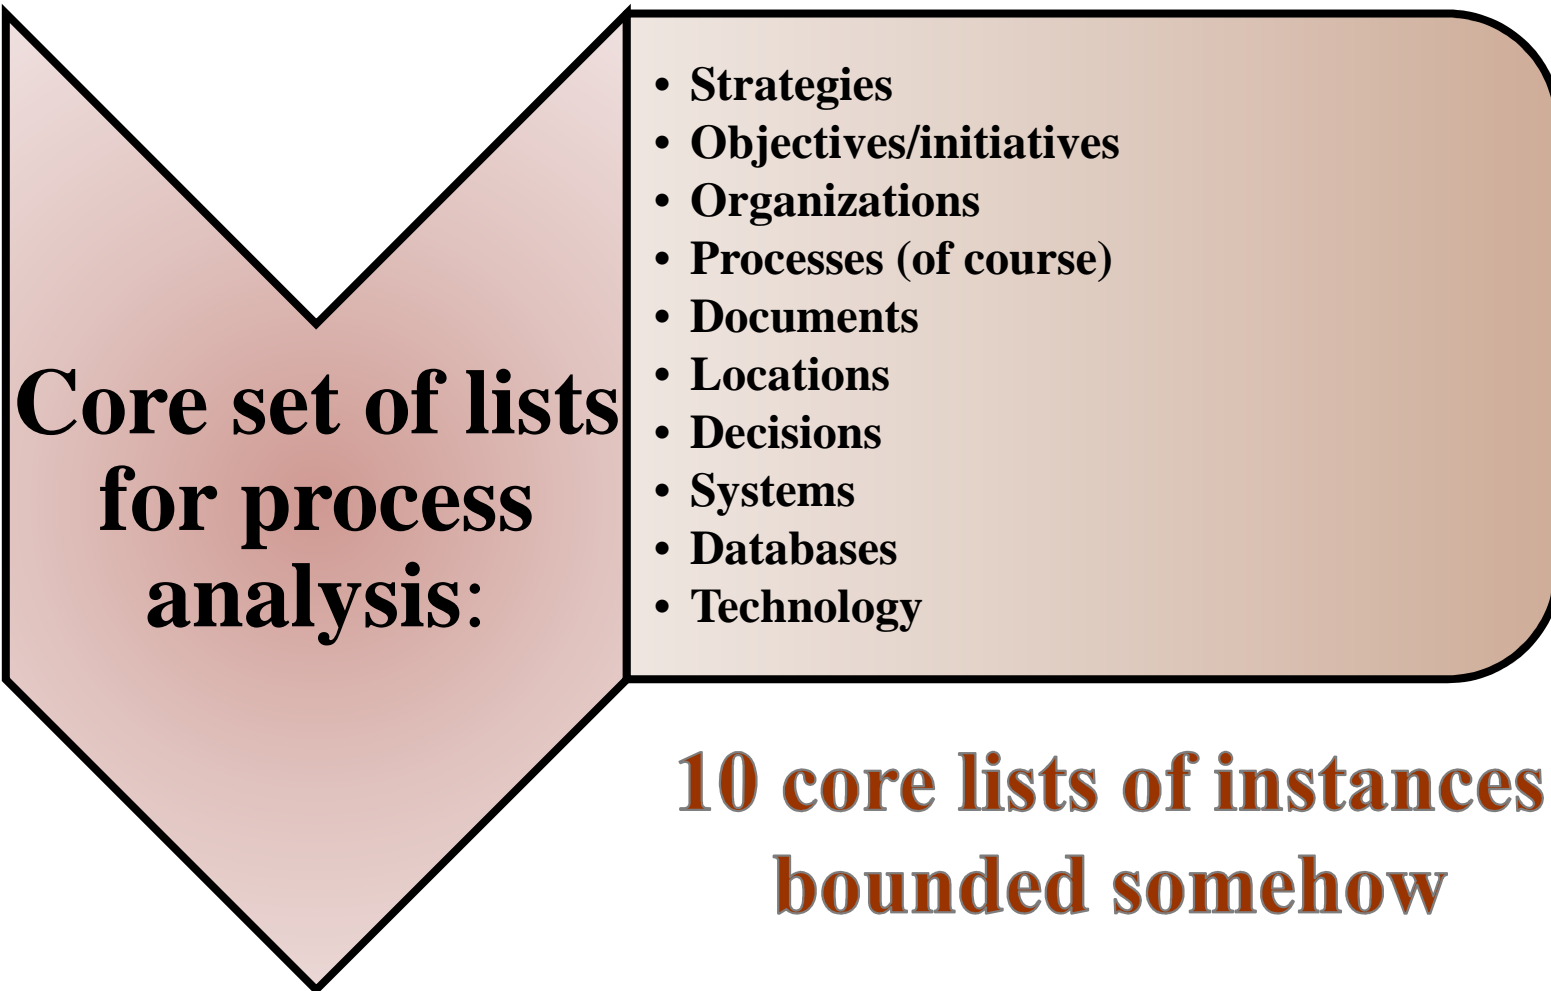 Core set of lists
for process
analysis:
• Strategies
• Objectives/initiatives
• Organizations
• Processes (of course)
• Documents
• Locations
• Decisions
• Systems
• Databases
• Technology
10 core lists of instances
bounded somehow